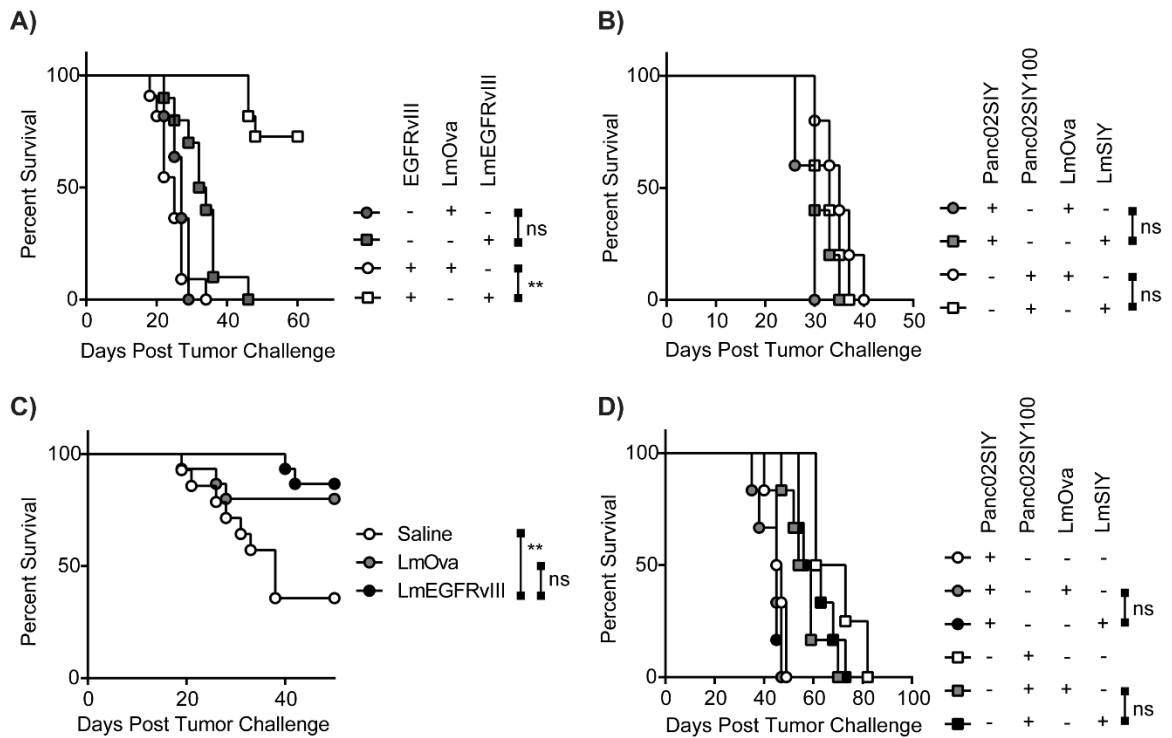 A)
100
50
0
0 20 40 60
Percent Survival
Days Post Tumor Challenge
EGFRvIII LmOva LmEGFRvIII
- + -
- - +
ns
+ + -
+ - +
**
B)
100
50
0
0 10 20 30 40 50
Percent Survival
Days Post Tumor Challenge
Panc02SIY Panc02SIY100 LmOva LmSIY
+ - + -
+ - - +
ns
- + + -
- + - +
ns
C)
100
50
0
0 20 40
Percent Survival
Days Post Tumor Challenge
Saline
LmOva
LmEGFRvIII
**
ns
D)
100
50
0
0 20 40 60 80 100
Percent Survival
Days Post Tumor Challenge
Panc02SIY Panc02SIY100 LmOva LmSIY
+ - - -
+ - + -
+ - - +
ns
- + - -
- + + -
- + - +
ns